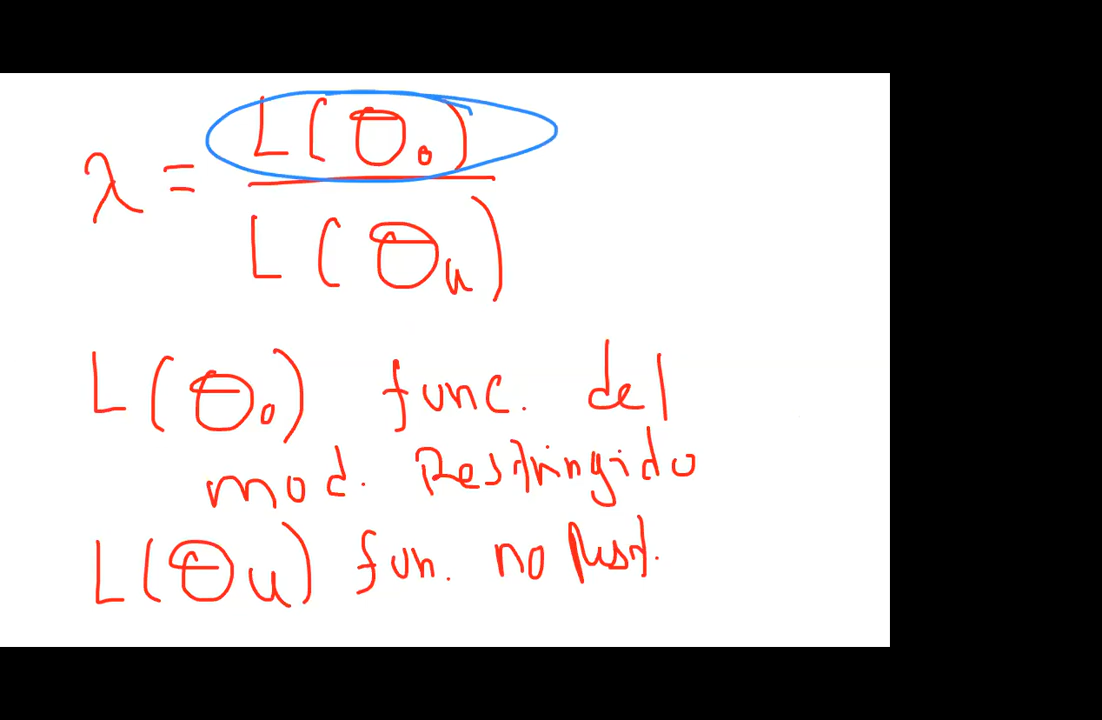 λ = L(θ₀)
L(θu)
L(θ₀) func. del
mod. Restringido
L(θu) fun. no Rest.